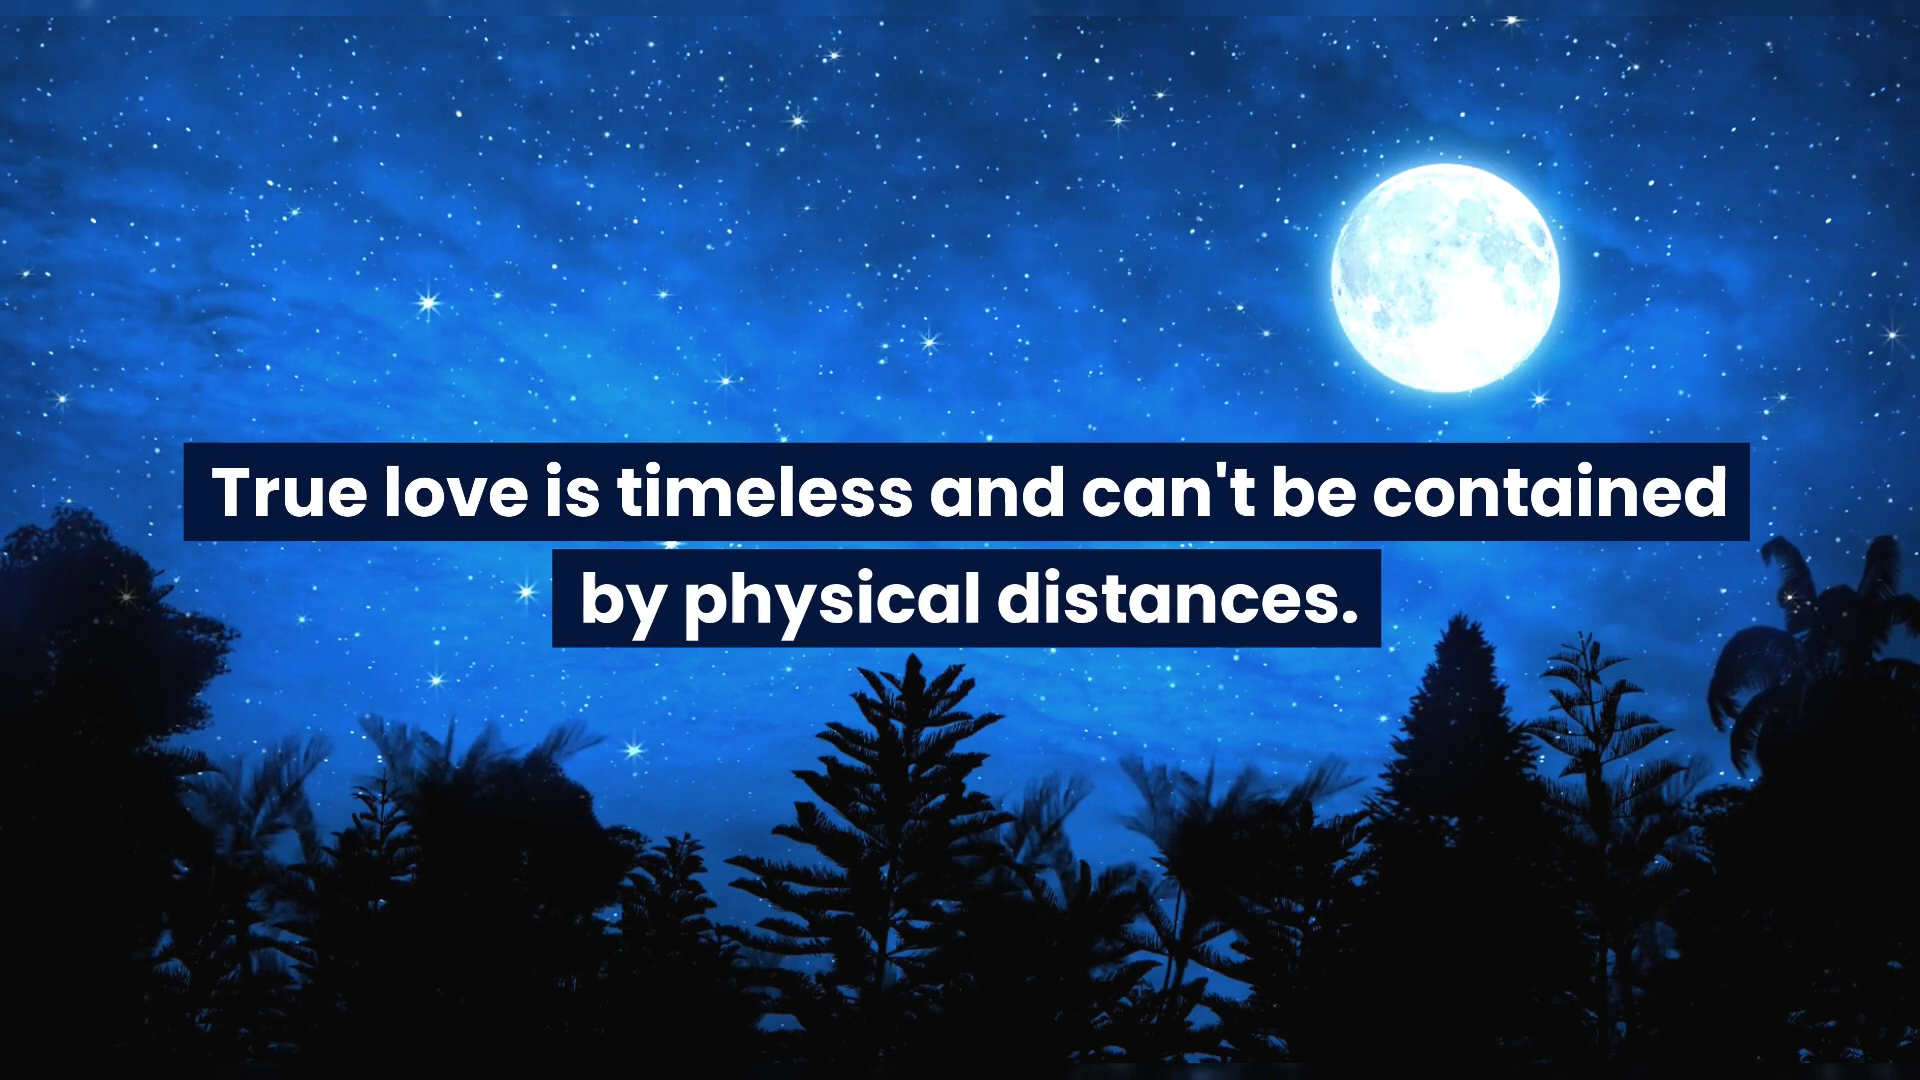 True love is timeless and can't be contained
by physical distances.